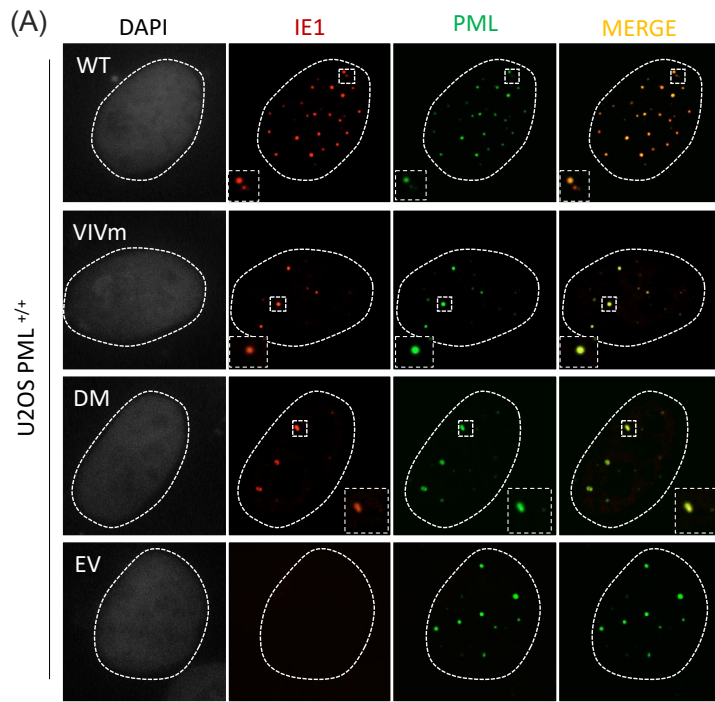 (A)
DAPI IE1 PML MERGE
WT
VIVm
DM
EV
U2OS PML +/+